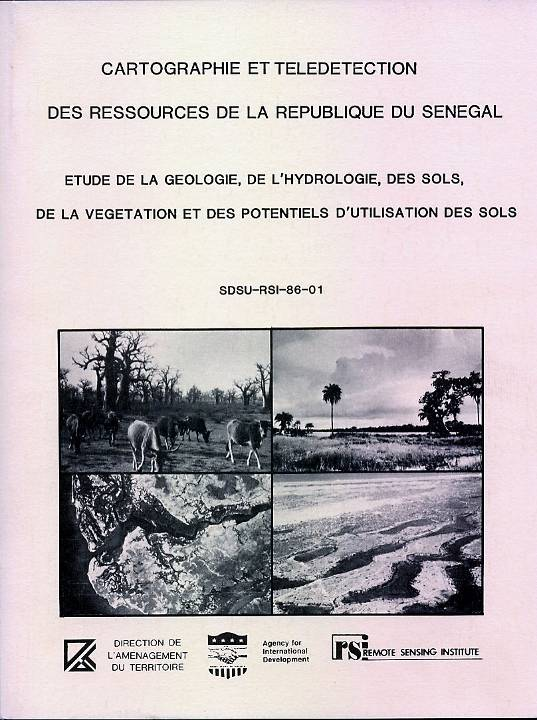 CARTOGRAPHIE ET TELEDETECTION
DES RESSOURCES DE LA REPUBLIQUE DU SENEGAL
ETUDE DE LA GEOLOGIE, DE L'HYDROLOGIE, DES SOLS,
DE LA VEGETATION ET DES POTENTIELS D'UTILISATION DES SOLS
SDSU-RSI-86-01
DIRECTION DE
L'AMENAGEMENT
DU TERRITOIRE
Agency for
International
Development
rsi REMOTE SENSING INSTITUTE